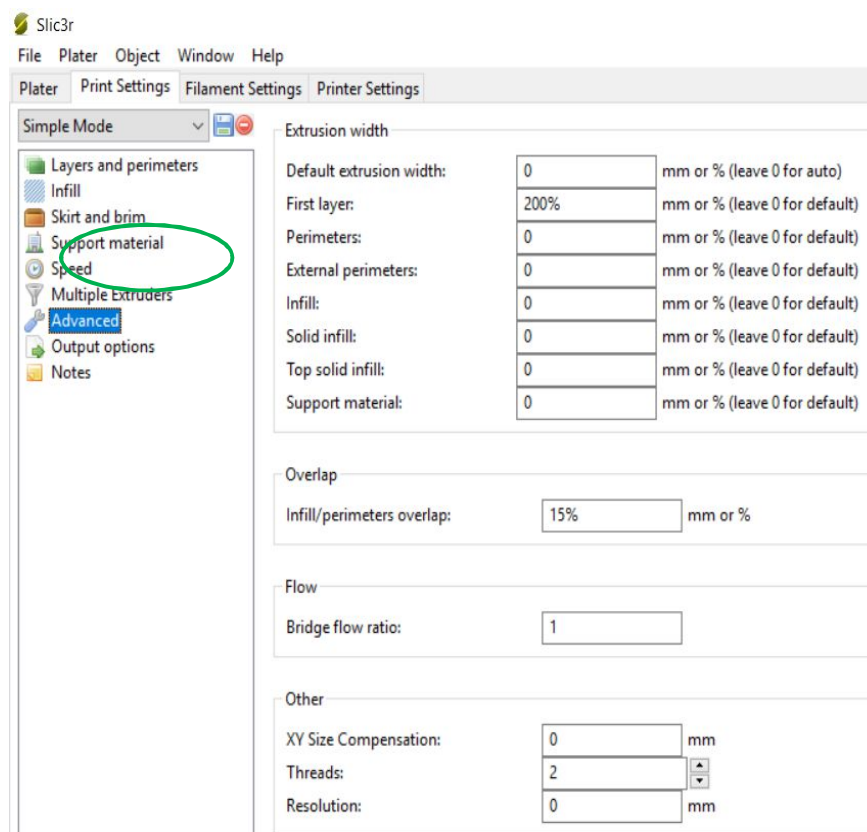 Slic3r
File Plater Object Window Help
Plater Print Settings Filament Settings Printer Settings
Simple Mode
Layers and perimeters
Infill
Skirt and brim
Support material
Speed
Multiple Extruders
Advanced
Output options
Notes
Extrusion width
Default extrusion width: 0 mm or % (leave 0 for auto)
First layer: 200% mm or % (leave 0 for default)
Perimeters: 0 mm or % (leave 0 for default)
External perimeters: 0 mm or % (leave 0 for default)
Infill: 0 mm or % (leave 0 for default)
Solid infill: 0 mm or % (leave 0 for default)
Top solid infill: 0 mm or % (leave 0 for default)
Support material: 0 mm or % (leave 0 for default)
Overlap
Infill/perimeters overlap: 15% mm or %
Flow
Bridge flow ratio: 1
Other
XY Size Compensation: 0 mm
Threads: 2
Resolution: 0 mm